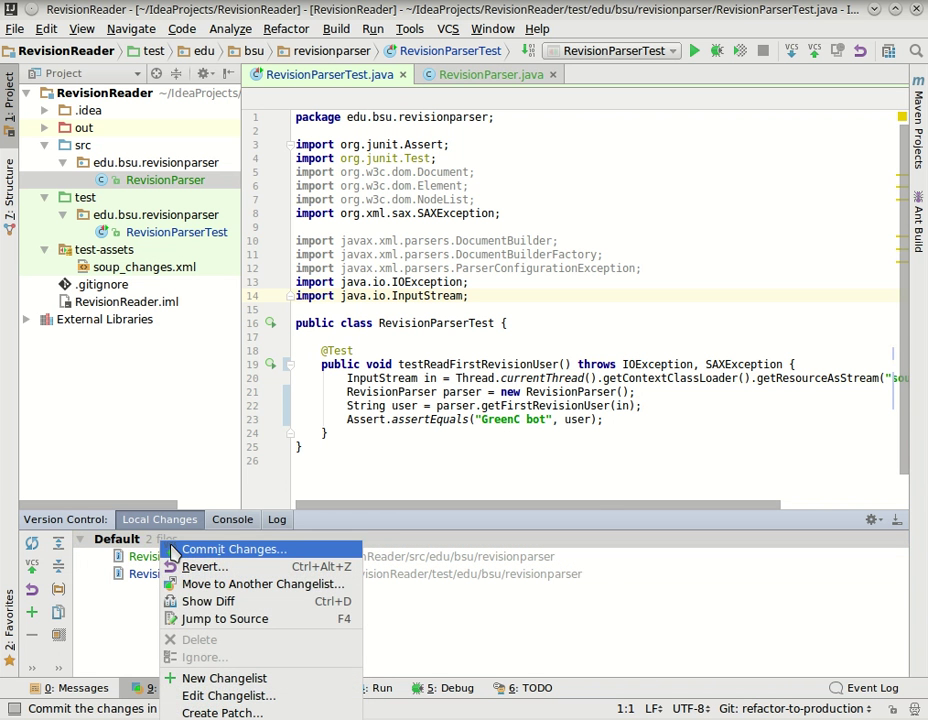 RevisionReader - [~/IdeaProjects/RevisionReader] - [RevisionReader] - ~/IdeaProjects/RevisionReader/test/edu/bsu/revisionparser/RevisionParserTest.java - I...
File Edit View Navigate Code Analyze Refactor Build Run Tools VCS Window Help
RevisionReader test edu bsu revisionparser RevisionParserTest RevisionParserTest VCS VCS
Project
RevisionParserTest.java RevisionParser.java
1: Project
7: Structure
2: Favorites
RevisionReader ~/IdeaProjects/
.idea
out
src
edu.bsu.revisionparser
RevisionParser
test
edu.bsu.revisionparser
RevisionParserTest
test-assets
soup_changes.xml
.gitignore
RevisionReader.iml
External Libraries
1 package edu.bsu.revisionparser;
2
3 import org.junit.Assert;
4 import org.junit.Test;
5 import org.w3c.dom.Document;
6 import org.w3c.dom.Element;
7 import org.w3c.dom.NodeList;
8 import org.xml.sax.SAXException;
9
10 import javax.xml.parsers.DocumentBuilder;
11 import javax.xml.parsers.DocumentBuilderFactory;
12 import javax.xml.parsers.ParserConfigurationException;
13 import java.io.IOException;
14 import java.io.InputStream;
15
16 public class RevisionParserTest {
17
18 @Test
19 public void testReadFirstRevisionUser() throws IOException, SAXException {
20 InputStream in = Thread.currentThread().getContextClassLoader().getResourceAsStream("sou
21 RevisionParser parser = new RevisionParser();
22 String user = parser.getFirstRevisionUser(in);
23 Assert.assertEquals("GreenC bot", user);
24 }
25 }
26
Maven Projects
Ant Build
Version Control: Local Changes Console Log
Default 2 files
Revisi nReader/src/edu/bsu/revisionparser
Revisi visionReader/test/edu/bsu/revisionparser
VCS
Commit Changes...
Revert... Ctrl+Alt+Z
Move to Another Changelist...
Show Diff Ctrl+D
Jump to Source F4
Delete
Ignore...
New Changelist
Edit Changelist...
Create Patch...
0: Messages 9: Run 5: Debug 6: TODO Event Log
Commit the changes in 1:1 LF UTF-8 Git: refactor-to-production